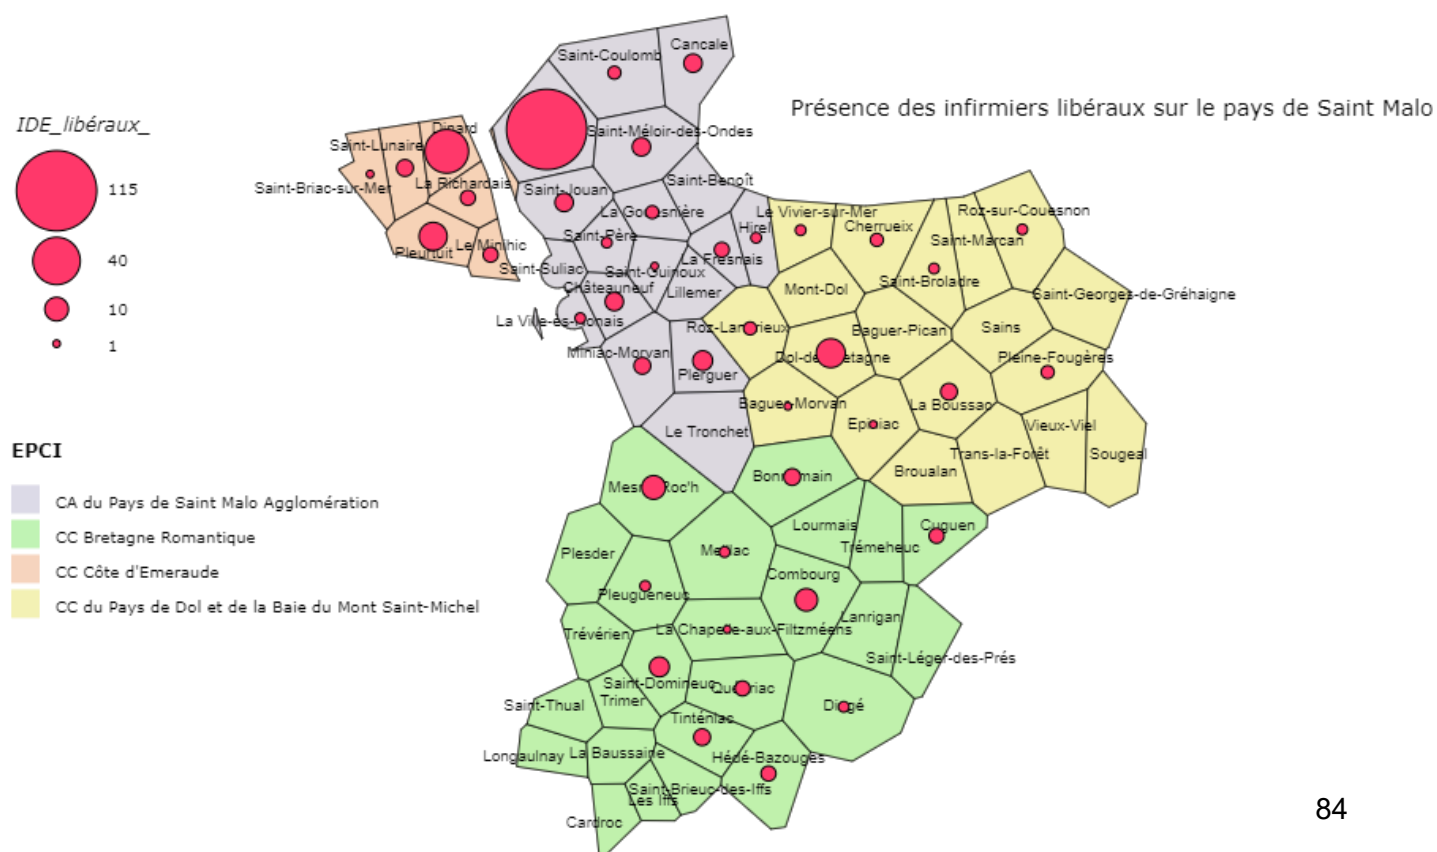 Présence des infirmiers libéraux sur le pays de Saint Malo
IDE_libéraux_
115
40
10
1
EPCI
CA du Pays de Saint Malo Agglomération
CC Bretagne Romantique
CC Côte d'Emeraude
CC du Pays de Dol et de la Baie du Mont Saint-Michel
Cancale
Saint-Coulomb
Dinard
Saint-Méloir-des-Ondes
Saint-Lunaire
Saint-Benoît
La Richardais
Saint-Briac-sur-Mer
Saint-Jouan
La Gouesnière
Le Vivier-sur-Mer
Roz-sur-Couesnon
Hirel
Cherrueix
Saint-Père
Saint-Marcan
Le Minihic
Pleurtuit
La Fresnais
Saint-Suliac
Saint-Guinoux
Saint-Broladre
Châteauneuf
Mont-Dol
Lillemer
Saint-Georges-de-Gréhaigne
La Ville-ès-Nonais
Roz-Landrieux
Sains
Baguer-Pican
Miniac-Morvan
Dol-de-Bretagne
Pleine-Fougères
Plerguer
Baguer-Morvan
La Boussac
Epiniac
Vieux-Viel
Le Tronchet
Trans-la-Forêt
Sougeal
Broualan
Bonnemain
Mesnil-Roc'h
Lourmais
Cuguen
Trémeheuc
Plesder
Meillac
Combourg
Pleugueneuc
Lanrigan
La Chapelle-aux-Filtzméens
Trévérien
Saint-Léger-des-Prés
Saint-Domineuc
Québriac
Trimer
Saint-Thual
Dingé
Tinténiac
La Baussaine
Longaulnay
Hédé-Bazouges
Saint-Brieuc-des-Iffs
Les Iffs
Cardroc
84